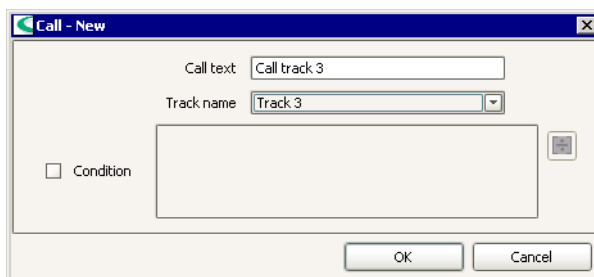 Call - New
Call text Call track 3
Track name Track 3
Condition
OK Cancel